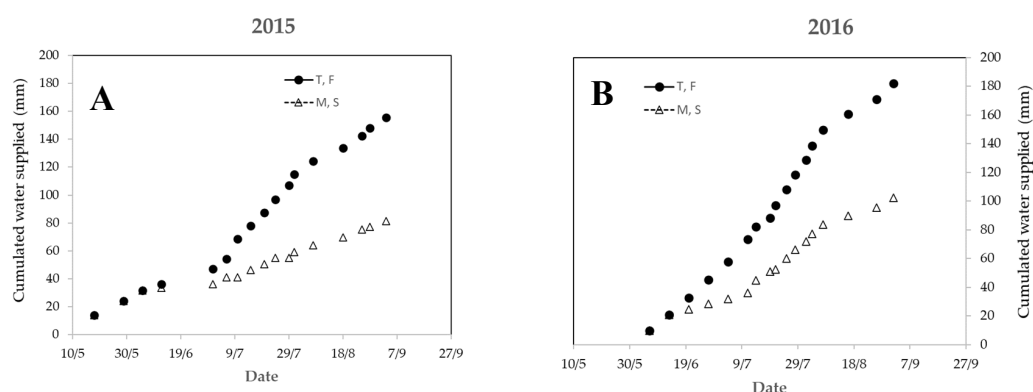 2015
200
180
160
140
120
100
80
60
40
20
0
Cumulated water supplied (mm)
A
T, F
M, S
10/5 30/5 19/6 9/7 29/7 18/8 7/9 27/9
Date
2016
B
T, F
M, S
200
180
160
140
120
100
80
60
40
20
0
Cumulated water supplied (mm)
10/5 30/5 19/6 9/7 29/7 18/8 7/9 27/9
Date